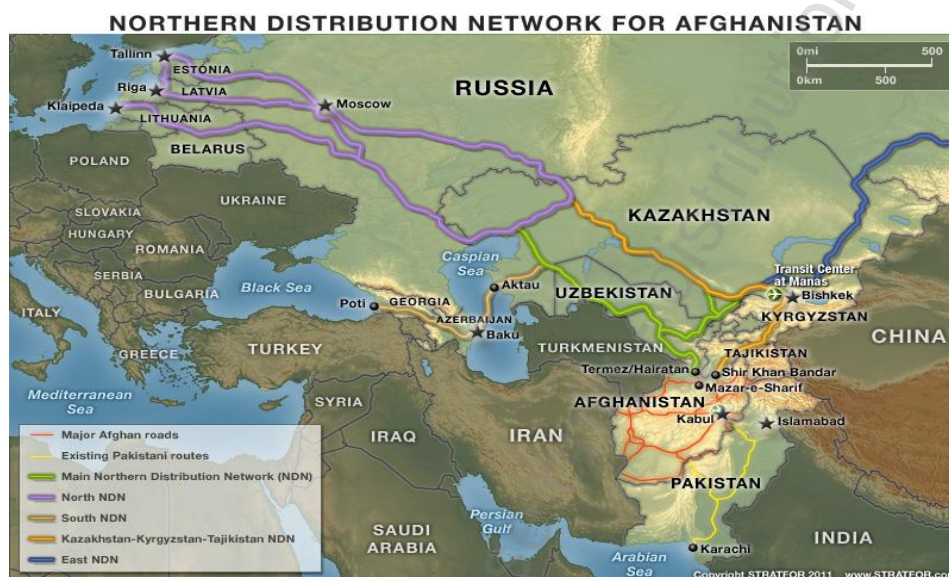 NORTHERN DISTRIBUTION NETWORK FOR AFGHANISTAN
0mi 500
0km 500
Tallinn
ESTONIA
Riga
LATVIA
Klaipeda
LITHUANIA
Moscow
RUSSIA
BELARUS
POLAND
UKRAINE
SLOVAKIA
HUNGARY
ROMANIA
SERBIA
BULGARIA
ITALY
GREECE
Black Sea
KAZAKHSTAN
Caspian
Sea
Aktau
UZBEKISTAN
Transit Center
at Manas
Bishkek
KYRGYZSTAN
Poti
GEORGIA
AZERBAIJAN
Baku
TURKEY
TURKMENISTAN
TAJIKISTAN
CHINA
Termez/Hairatan
Shir Khan Bandar
Mazar-e-Sharif
AFGHANISTAN
Kabul
Islamabad
Mediterranean
Sea
SYRIA
IRAQ
IRAN
PAKISTAN
Persian
Gulf
SAUDI
ARABIA
Karachi
INDIA
Arabian
Sea
Major Afghan roads
Existing Pakistani routes
Main Northern Distribution Network (NDN)
North NDN
South NDN
Kazakhstan-Kyrgyzstan-Tajikistan NDN
East NDN
Copyright STRATFOR 2011 www.STRATFOR.co